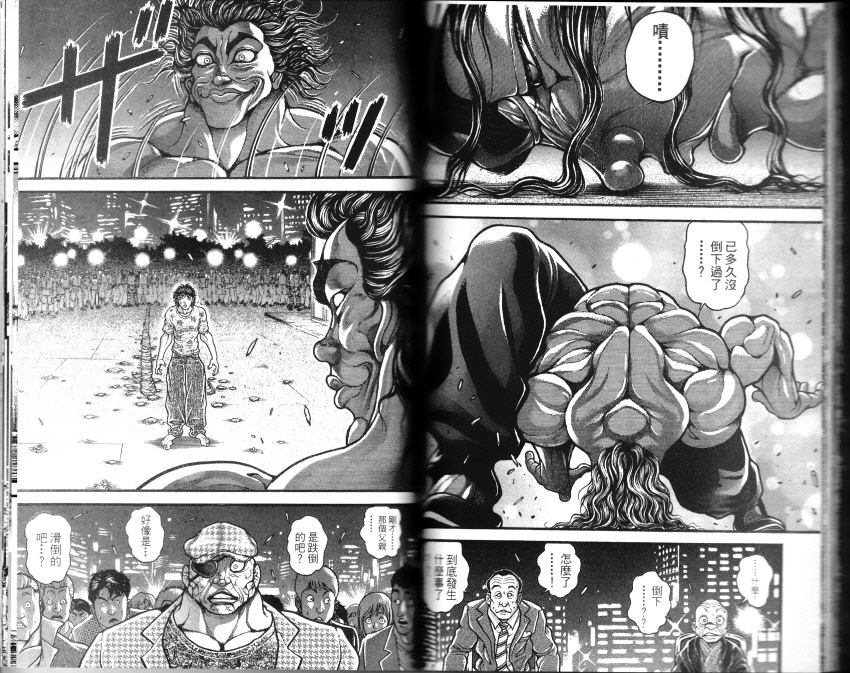 嘖
………
已多久沒
倒下過了
……?
……什麼
倒下
……?
怎麼了
……!
到底發生
什麼事了
ザッ
剛才……
……那個父親
是跌倒
的吧?
好像是…
滑倒的
吧…?